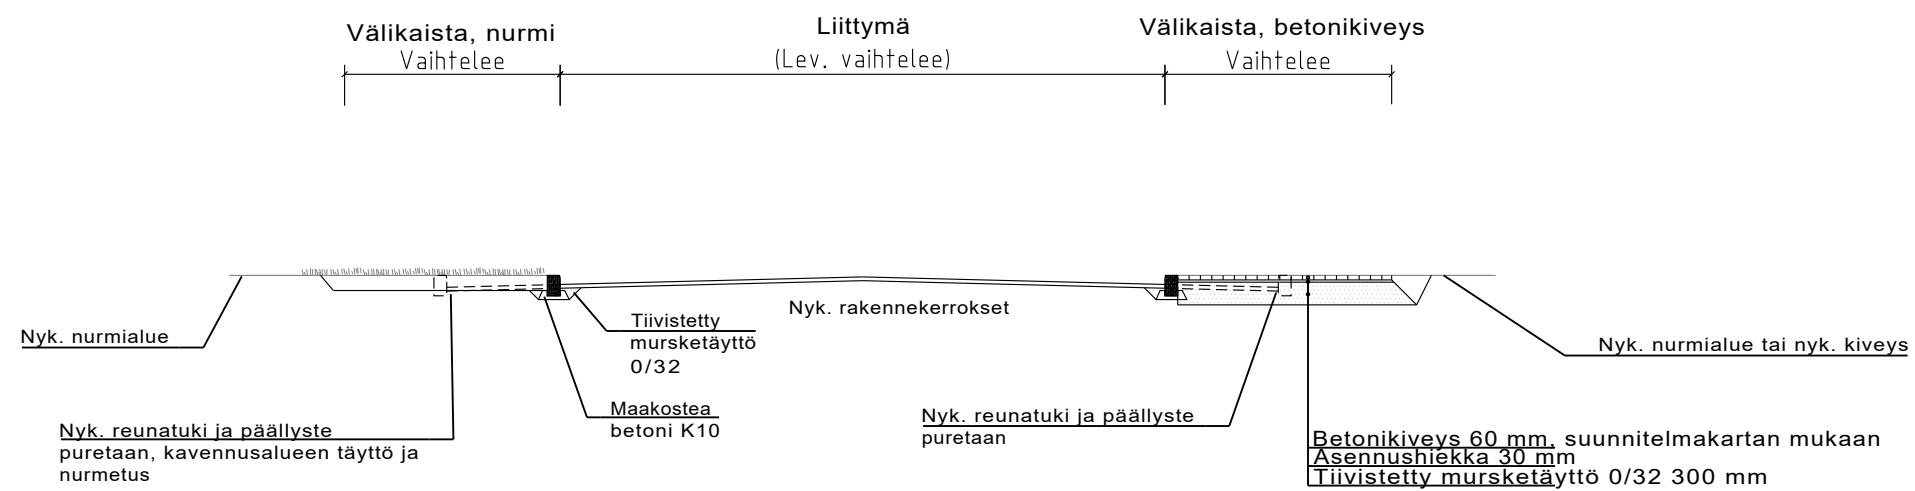 Välikaista, nurmi
Vaihtelee
Liittymä
(Lev. vaihtelee)
Välikaista, betonikiveys
Vaihtelee
Nyk. nurmialue
Nyk. reunatuki ja päällyste
puretaan, kavennusalueen täyttö ja
nurmetus
Tiivistetty
mursketäyttö
0/32
Maakostea
betoni K10
Nyk. rakennekerrokset
Nyk. reunatuki ja päällyste
puretaan
Nyk. nurmialue tai nyk. kiveys
Betonikiveys 60 mm, suunnitelmakartan mukaan
Asennushiekka 30 mm
Tiivistetty mursketäyttö 0/32 300 mm